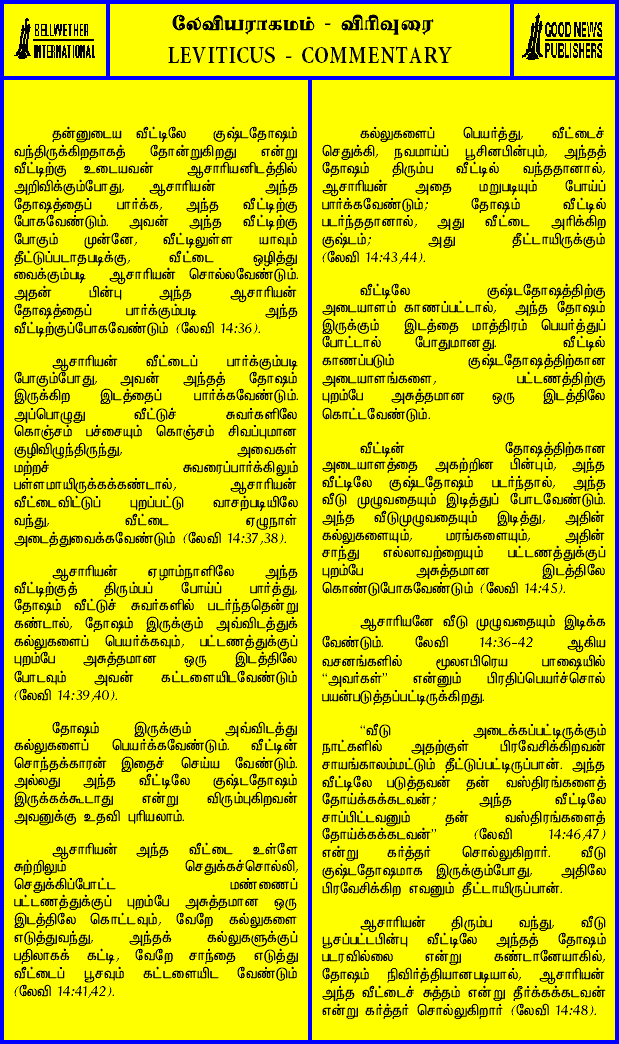 BELLWETHER
INTERNATIONAL
லேவியராகமம் - விரிவுரை
LEVITICUS - COMMENTARY
GOOD NEWS
PUBLISHERS
தன்னுடைய வீட்டிலே குஷ்டதோஷம்
வந்திருக்கிறதாகத் தோன்றுகிறது என்று
வீட்டிற்கு உடையவன் ஆசாரியனிடத்தில்
அறிவிக்கும்போது, ஆசாரியன் அந்த
தோஷத்தைப் பார்க்க, அந்த வீட்டிற்கு
போகவேண்டும். அவன் அந்த வீட்டிற்கு
போகும் முன்னே, வீட்டிலுள்ள யாவும்
தீட்டுப்படாதபடிக்கு, வீட்டை ஒழித்து
வைக்கும்படி ஆசாரியன் சொல்லவேண்டும்.
அதன் பின்பு அந்த ஆசாரியன்
தோஷத்தைப் பார்க்கும்படி அந்த
வீட்டிற்குப்போகவேண்டும் (லேவி 14:36).
ஆசாரியன் வீட்டைப் பார்க்கும்படி
போகும்போது, அவன் அந்தத் தோஷம்
இருக்கிற இடத்தைப் பார்க்கவேண்டும்.
அப்பொழுது வீட்டுச் சுவர்களிலே
கொஞ்சம் பச்சையும் கொஞ்சம் சிவப்புமான
குழிவிழுந்திருந்து, அவைகள்
மற்றச் சுவரைப்பார்க்கிலும்
பள்ளமாயிருக்கக்கண்டால், ஆசாரியன்
வீட்டைவிட்டுப் புறப்பட்டு வாசற்படியிலே
வந்து, வீட்டை ஏழுநாள்
அடைத்துவைக்கவேண்டும் (லேவி 14:37,38).
ஆசாரியன் ஏழாம்நாளிலே அந்த
வீட்டிற்குத் திரும்பப் போய்ப் பார்த்து,
தோஷம் வீட்டுச் சுவர்களில் படர்ந்ததென்று
கண்டால், தோஷம் இருக்கும் அவ்விடத்துக்
கல்லுகளைப் பெயர்க்கவும், பட்டணத்துக்குப்
புறம்பே அசுத்தமான ஒரு இடத்திலே
போடவும் அவன் கட்டளையிடவேண்டும்
(லேவி 14:39,40).
தோஷம் இருக்கும் அவ்விடத்து
கல்லுகளைப் பெயர்க்கவேண்டும். வீட்டின்
சொந்தக்காரன் இதைச் செய்ய வேண்டும்.
அல்லது அந்த வீட்டிலே குஷ்டதோஷம்
இருக்கக்கூடாது என்று விரும்புகிறவன்
அவனுக்கு உதவி புரியலாம்.
ஆசாரியன் அந்த வீட்டை உள்ளே
சுற்றிலும் செதுக்கச்சொல்லி,
செதுக்கிப்போட்ட மண்ணைப்
பட்டணத்துக்குப் புறம்பே அசுத்தமான ஒரு
இடத்திலே கொட்டவும், வேறே கல்லுகளை
எடுத்துவந்து, அந்தக் கல்லுகளுக்குப்
பதிலாகக் கட்டி, வேறே சாந்தை எடுத்து
வீட்டைப் பூசவும் கட்டளையிட வேண்டும்
(லேவி 14:41,42).
கல்லுகளைப் பெயர்த்து, வீட்டைச்
செதுக்கி, நவமாய்ப் பூசினபின்பும், அந்தத்
தோஷம் திரும்ப வீட்டில் வந்ததானால்,
ஆசாரியன் அதை மறுபடியும் போய்ப்
பார்க்கவேண்டும்; தோஷம் வீட்டில்
படர்ந்ததானால், அது வீட்டை அரிக்கிற
குஷ்டம்; அது தீட்டாயிருக்கும்
(லேவி 14:43,44).
வீட்டிலே குஷ்டதோஷத்திற்கு
அடையாளம் காணப்பட்டால், அந்த தோஷம்
இருக்கும் இடத்தை மாத்திரம் பெயர்த்துப்
போட்டால் போதுமானது. வீட்டில்
காணப்படும் குஷ்டதோஷத்திற்கான
அடையாளங்களை, பட்டணத்திற்கு
புறம்பே அசுத்தமான ஒரு இடத்திலே
கொட்டவேண்டும்.
வீட்டின் தோஷத்திற்கான
அடையாளத்தை அகற்றின பின்பும், அந்த
வீட்டிலே குஷ்டதோஷம் படர்ந்தால், அந்த
வீடு முழுவதையும் இடித்துப் போடவேண்டும்.
அந்த வீடுமுழுவதையும் இடித்து, அதின்
கல்லுகளையும், மரங்களையும், அதின்
சாந்து எல்லாவற்றையும் பட்டணத்துக்குப்
புறம்பே அசுத்தமான இடத்திலே
கொண்டுபோகவேண்டும் (லேவி 14:45).
ஆசாரியனே வீடு முழுவதையும் இடிக்க
வேண்டும். லேவி 14:36-42 ஆகிய
வசனங்களில் மூலஎபிரெய பாஷையில்
“அவர்கள்” என்னும் பிரதிப்பெயர்ச்சொல்
பயன்படுத்தப்பட்டிருக்கிறது.
“வீடு அடைக்கப்பட்டிருக்கும்
நாட்களில் அதற்குள் பிரவேசிக்கிறவன்
சாயங்காலம்மட்டும் தீட்டுப்பட்டிருப்பான். அந்த
வீட்டிலே படுத்தவன் தன் வஸ்திரங்களைத்
தோய்க்கக்கடவன்; அந்த வீட்டிலே
சாப்பிட்டவனும் தன் வஸ்திரங்களைத்
தோய்க்கக்கடவன்” (லேவி 14:46,47)
என்று கர்த்தர் சொல்லுகிறார். வீடு
குஷ்டதோஷமாக இருக்கும்போது, அதிலே
பிரவேசிக்கிற எவனும் தீட்டாயிருப்பான்.
ஆசாரியன் திரும்ப வந்து, வீடு
பூசப்பட்டபின்பு வீட்டிலே அந்தத் தோஷம்
படரவில்லை என்று கண்டானேயாகில்,
தோஷம் நிவிர்த்தியானபடியால், ஆசாரியன்
அந்த வீட்டைச் சுத்தம் என்று தீர்க்கக்கடவன்
என்று கர்த்தர் சொல்லுகிறார் (லேவி 14:48).